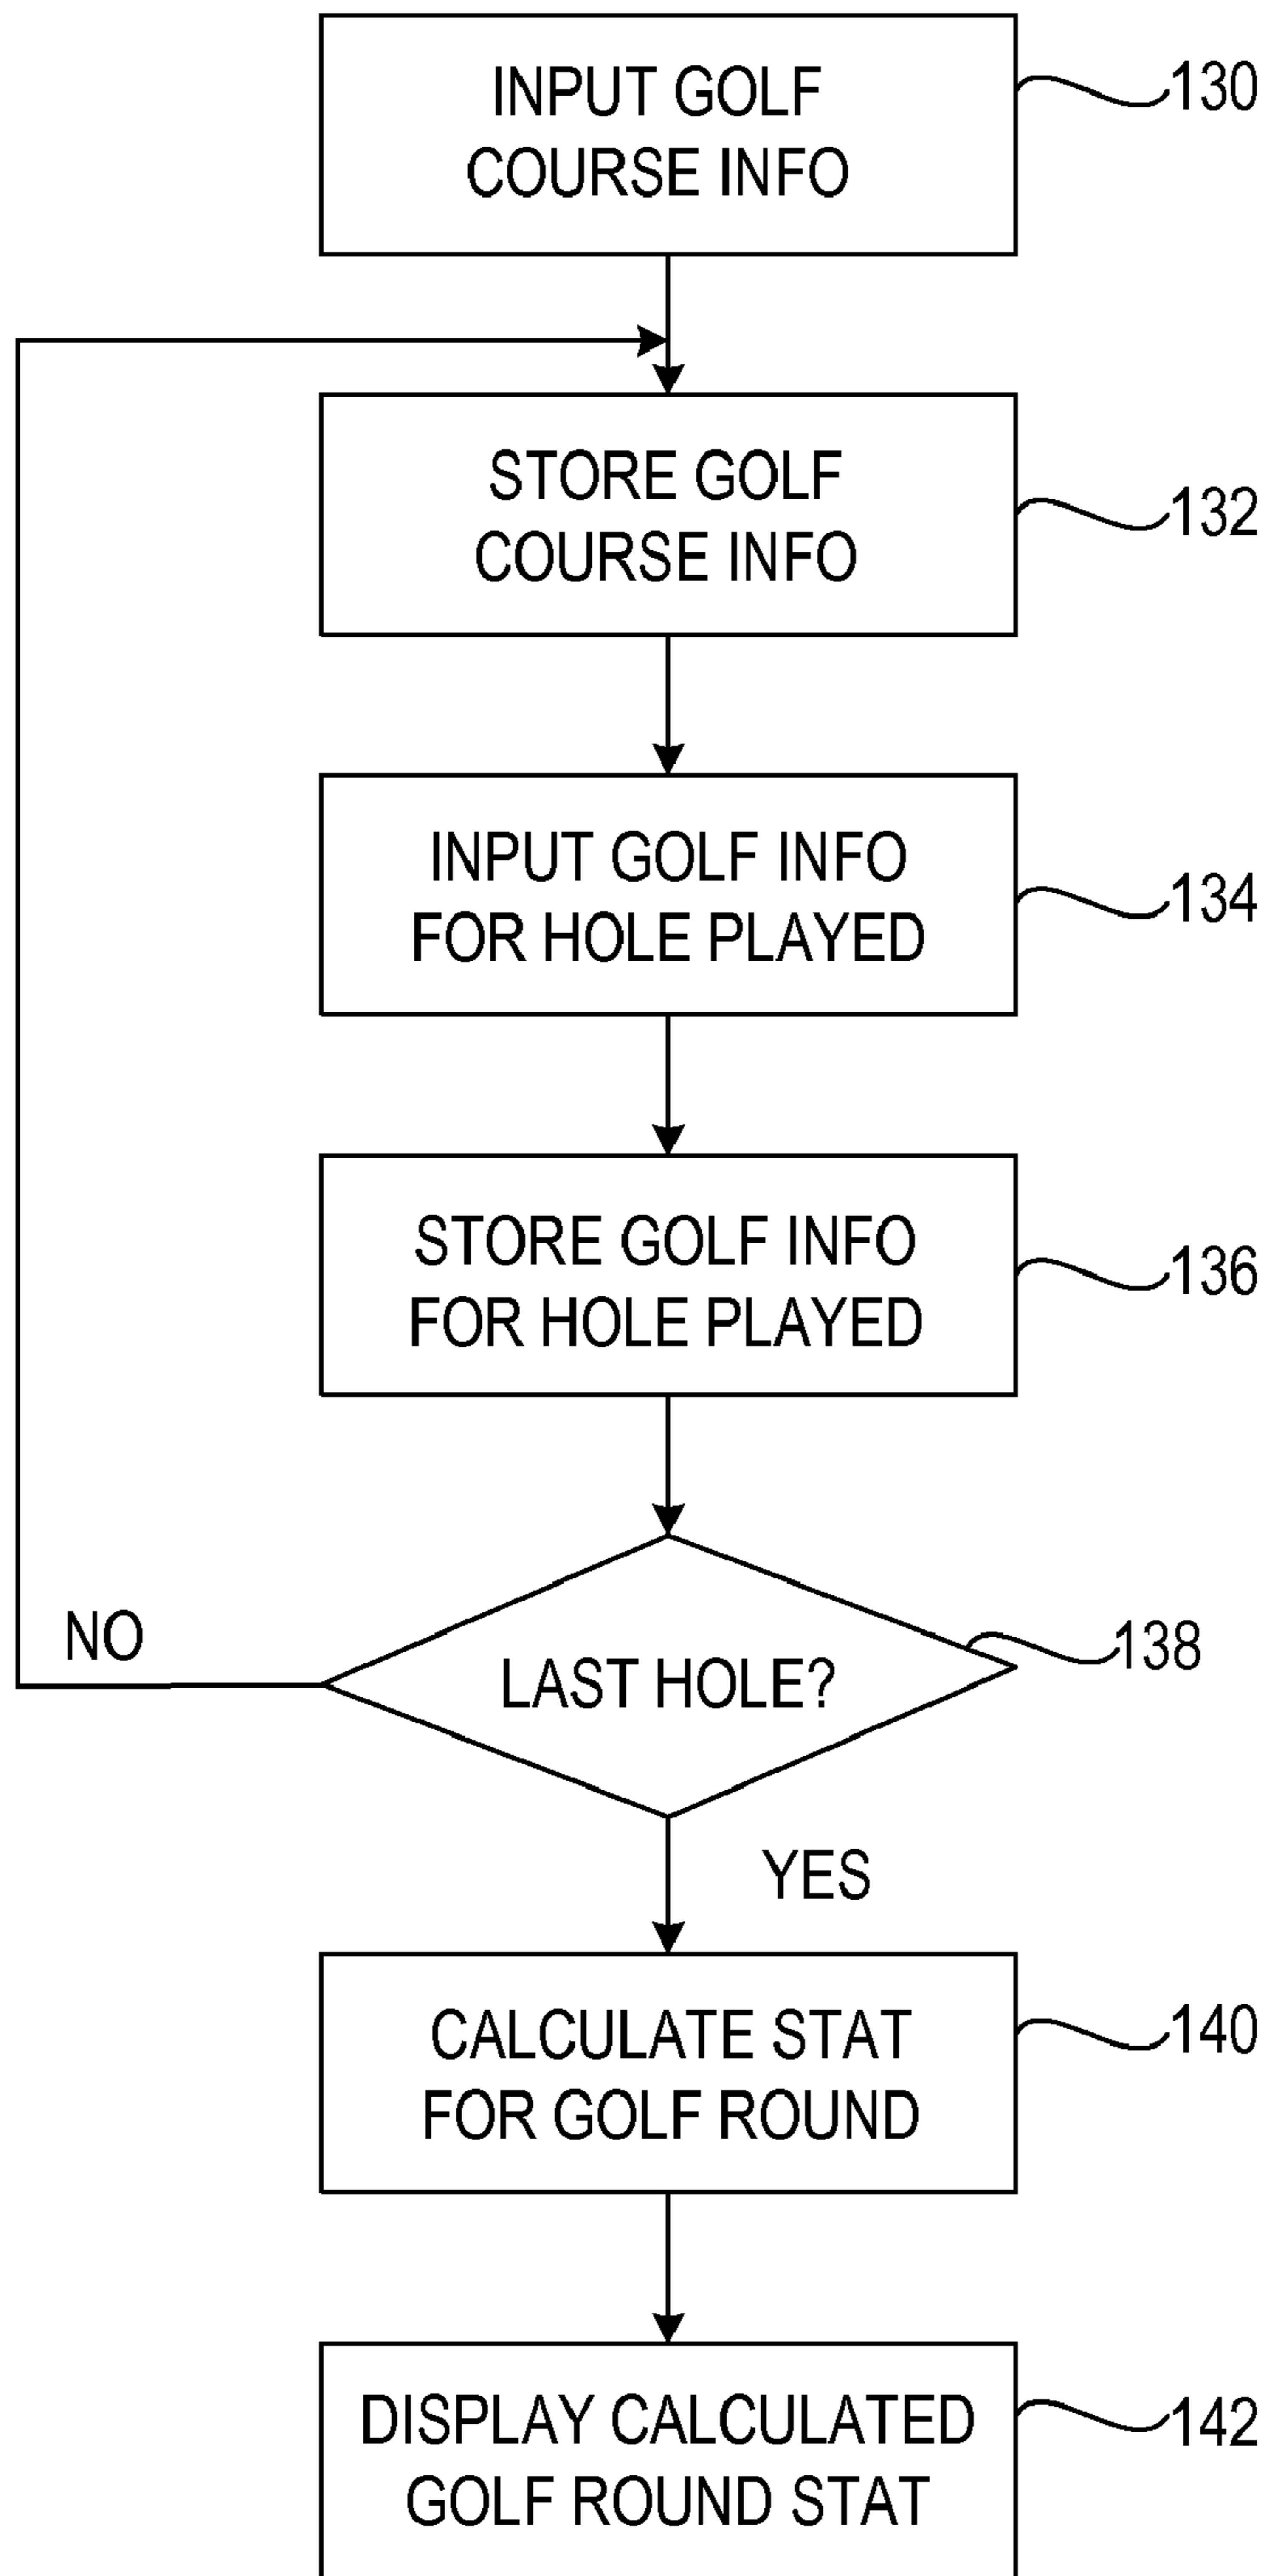 INPUT GOLF
COURSE INFO
130
STORE GOLF
COURSE INFO
132
INPUT GOLF INFO
FOR HOLE PLAYED
134
STORE GOLF INFO
FOR HOLE PLAYED
136
NO
LAST HOLE?
138
YES
CALCULATE STAT
FOR GOLF ROUND
140
DISPLAY CALCULATED
GOLF ROUND STAT
142